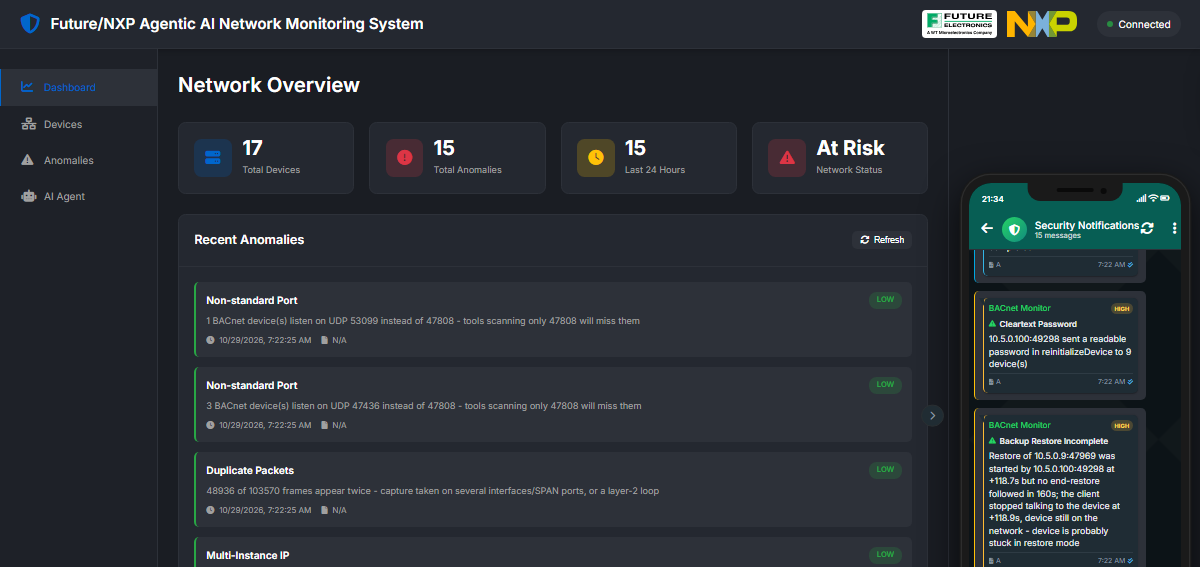 Future/NXP Agentic AI Network Monitoring System
FUTURE
ELECTRONICS
A WT Microelectronics Company
NXP
Connected
Dashboard
Devices
Anomalies
AI Agent
Network Overview
17
Total Devices
15
Total Anomalies
15
Last 24 Hours
At Risk
Network Status
Recent Anomalies
Refresh
Non-standard Port
LOW
1 BACnet device(s) listen on UDP 53099 instead of 47808 - tools scanning only 47808 will miss them
10/29/2026, 7:22:25 AM N/A
Non-standard Port
LOW
3 BACnet device(s) listen on UDP 47436 instead of 47808 - tools scanning only 47808 will miss them
10/29/2026, 7:22:25 AM N/A
Duplicate Packets
LOW
48936 of 103570 frames appear twice - capture taken on several interfaces/SPAN ports, or a layer-2 loop
10/29/2026, 7:22:25 AM N/A
Multi-Instance IP
LOW
21:34
Security Notifications
15 messages
A 7:22 AM
BACnet Monitor HIGH
Cleartext Password
10.5.0.100:49298 sent a readable
password in reinitializeDevice to 9
device(s)
A 7:22 AM
BACnet Monitor HIGH
Backup Restore Incomplete
Restore of 10.5.0.9:47969 was
started by 10.5.0.100:49298 at
+118.7s but no end-restore
followed in 160s; the client
stopped talking to the device at
+118.9s, device still on the
network - device is probably
stuck in restore mode
A 7:22 AM